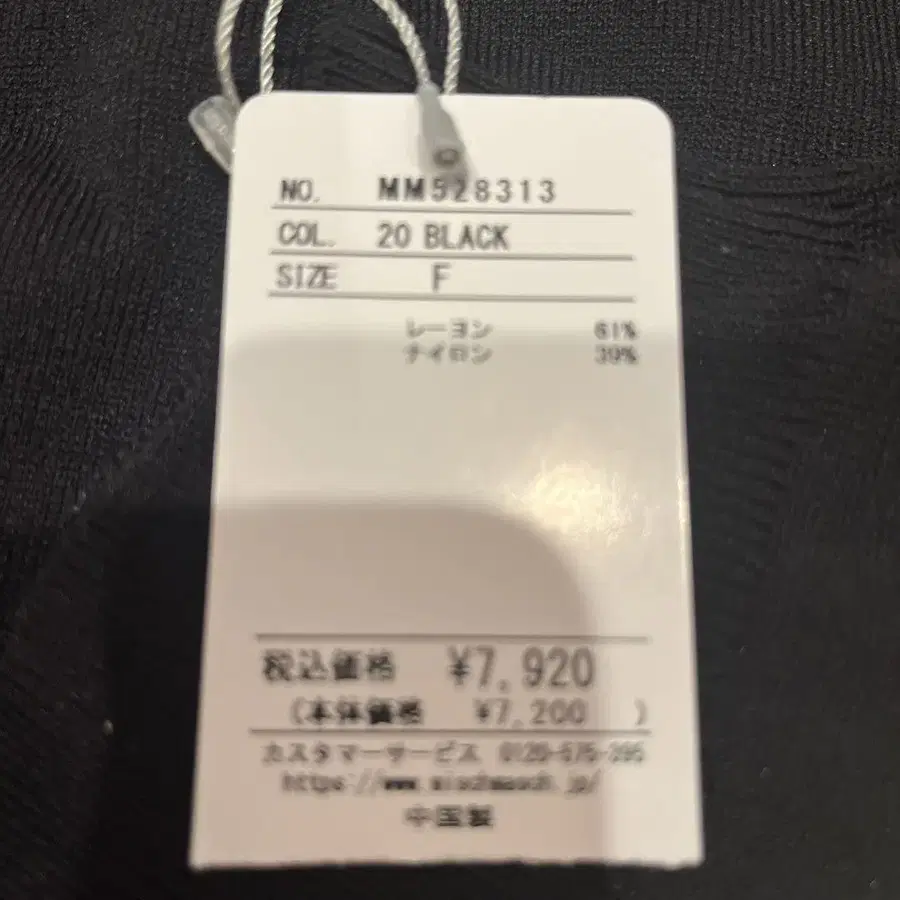 NO. MM528313
COL. 20 BLACK
SIZE F
レーヨン 61%
ナイロン 39%
税込価格 ¥7,920
(本体価格 ¥7,200 )
カスタマーサービス 0120-575-395
https://www.mischmasch.jp/
中国製